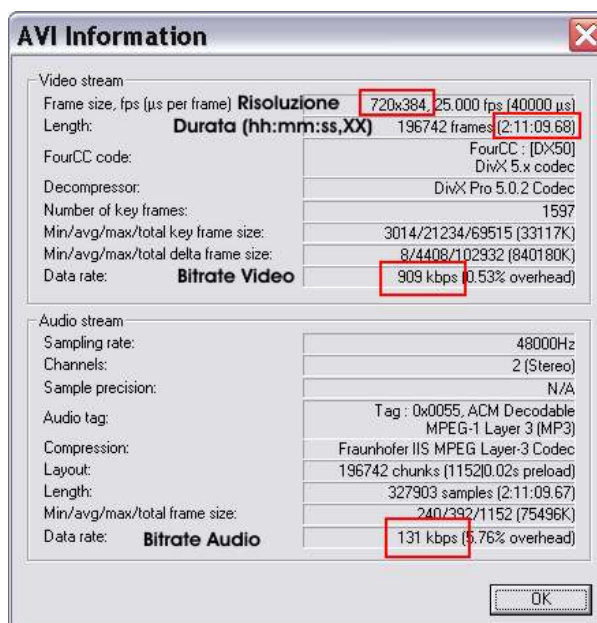 AVI Information
Video stream
Frame size, fps (µs per frame) Risoluzione 720x384, 25.000 fps (40000 µs)
Length: Durata (hh:mm:ss,XX) 196742 frames (2:11:09.68)
FourCC code: FourCC : [DX50]
DivX 5.x codec
Decompressor: DivX Pro 5.0.2 Codec
Number of key frames: 1597
Min/avg/max/total key frame size: 3014/21234/69515 (33117K)
Min/avg/max/total delta frame size: 8/4408/102932 (840180K)
Data rate: Bitrate Video 909 kbps (0.53% overhead)
Audio stream
Sampling rate: 48000Hz
Channels: 2 (Stereo)
Sample precision: N/A
Audio tag: Tag : 0x0055, ACM Decodable
MPEG-1 Layer 3 (MP3)
Compression: Fraunhofer IIS MPEG Layer-3 Codec
Layout: 196742 chunks (1152|0.02s preload)
Length: 327903 samples (2:11:09.67)
Min/avg/max/total frame size: 240/392/1152 (75496K)
Data rate: Bitrate Audio 131 kbps (5.76% overhead)
OK